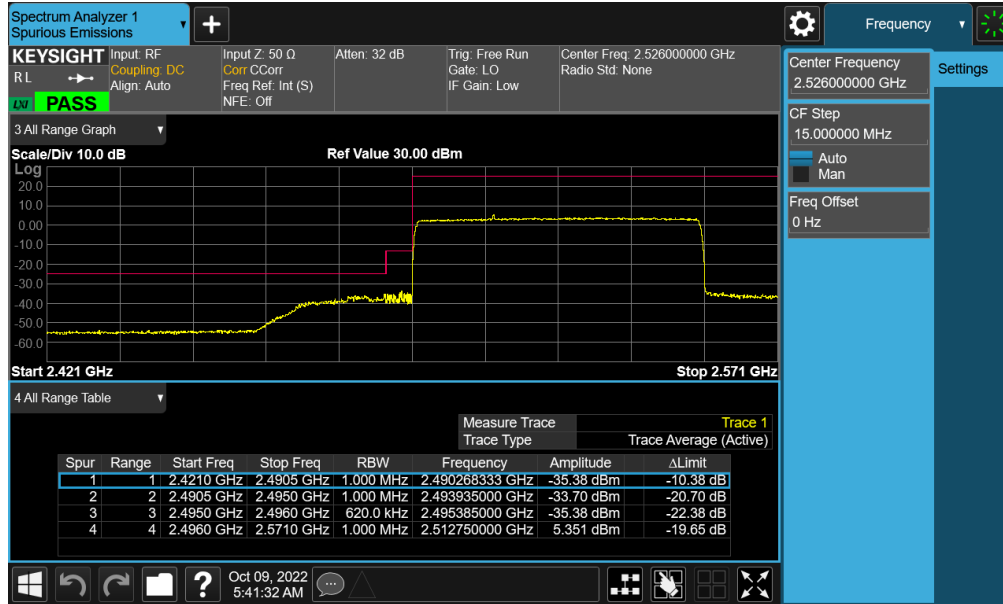 Spectrum Analyzer 1
Spurious Emissions
Frequency
KEYSIGHT
R L
LXI
PASS
Input: RF
Coupling: DC
Align: Auto
Input Z: 50 Ω
Corr CCorr
Freq Ref: Int (S)
NFE: Off
Atten: 32 dB
Trig: Free Run
Gate: LO
IF Gain: Low
Center Freq: 2.526000000 GHz
Radio Std: None
Center Frequency
2.526000000 GHz
Settings
CF Step
15.000000 MHz
Auto
Man
Freq Offset
0 Hz
3 All Range Graph
Scale/Div 10.0 dB
Ref Value 30.00 dBm
Log
20.0
10.0
0.00
-10.0
-20.0
-30.0
-40.0
-50.0
-60.0
Start 2.421 GHz
Stop 2.571 GHz
4 All Range Table
Measure Trace Trace 1
Trace Type Trace Average (Active)
Spur Range Start Freq Stop Freq RBW Frequency Amplitude ΔLimit
1 1 2.4210 GHz 2.4905 GHz 1.000 MHz 2.490268333 GHz -35.38 dBm -10.38 dB
2 2 2.4905 GHz 2.4950 GHz 1.000 MHz 2.493935000 GHz -33.70 dBm -20.70 dB
3 3 2.4950 GHz 2.4960 GHz 620.0 kHz 2.495385000 GHz -35.38 dBm -22.38 dB
4 4 2.4960 GHz 2.5710 GHz 1.000 MHz 2.512750000 GHz 5.351 dBm -19.65 dB
?
Oct 09, 2022
5:41:32 AM